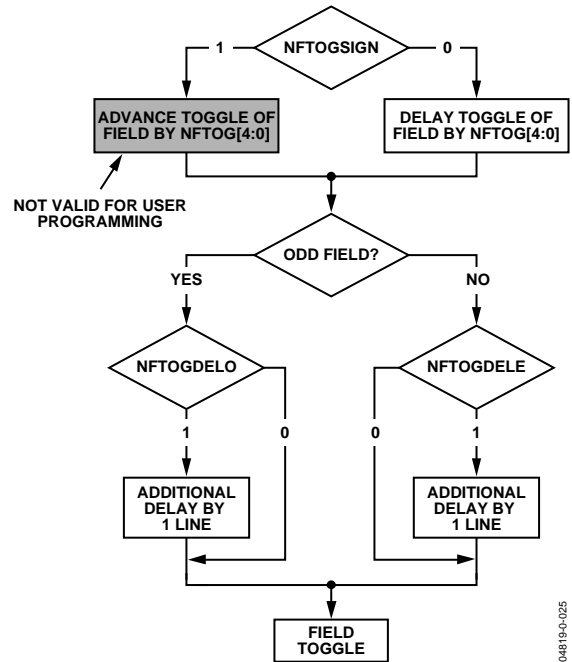 1
NFTOGSIGN
0
ADVANCE TOGGLE OF
FIELD BY NFTOG[4:0]
DELAY TOGGLE OF
FIELD BY NFTOG[4:0]
NOT VALID FOR USER
PROGRAMMING
ODD FIELD?
YES
NO
NFTOGDELO
NFTOGDELE
1
0
0
1
ADDITIONAL
DELAY BY
1 LINE
ADDITIONAL
DELAY BY
1 LINE
FIELD
TOGGLE
04819-0-025